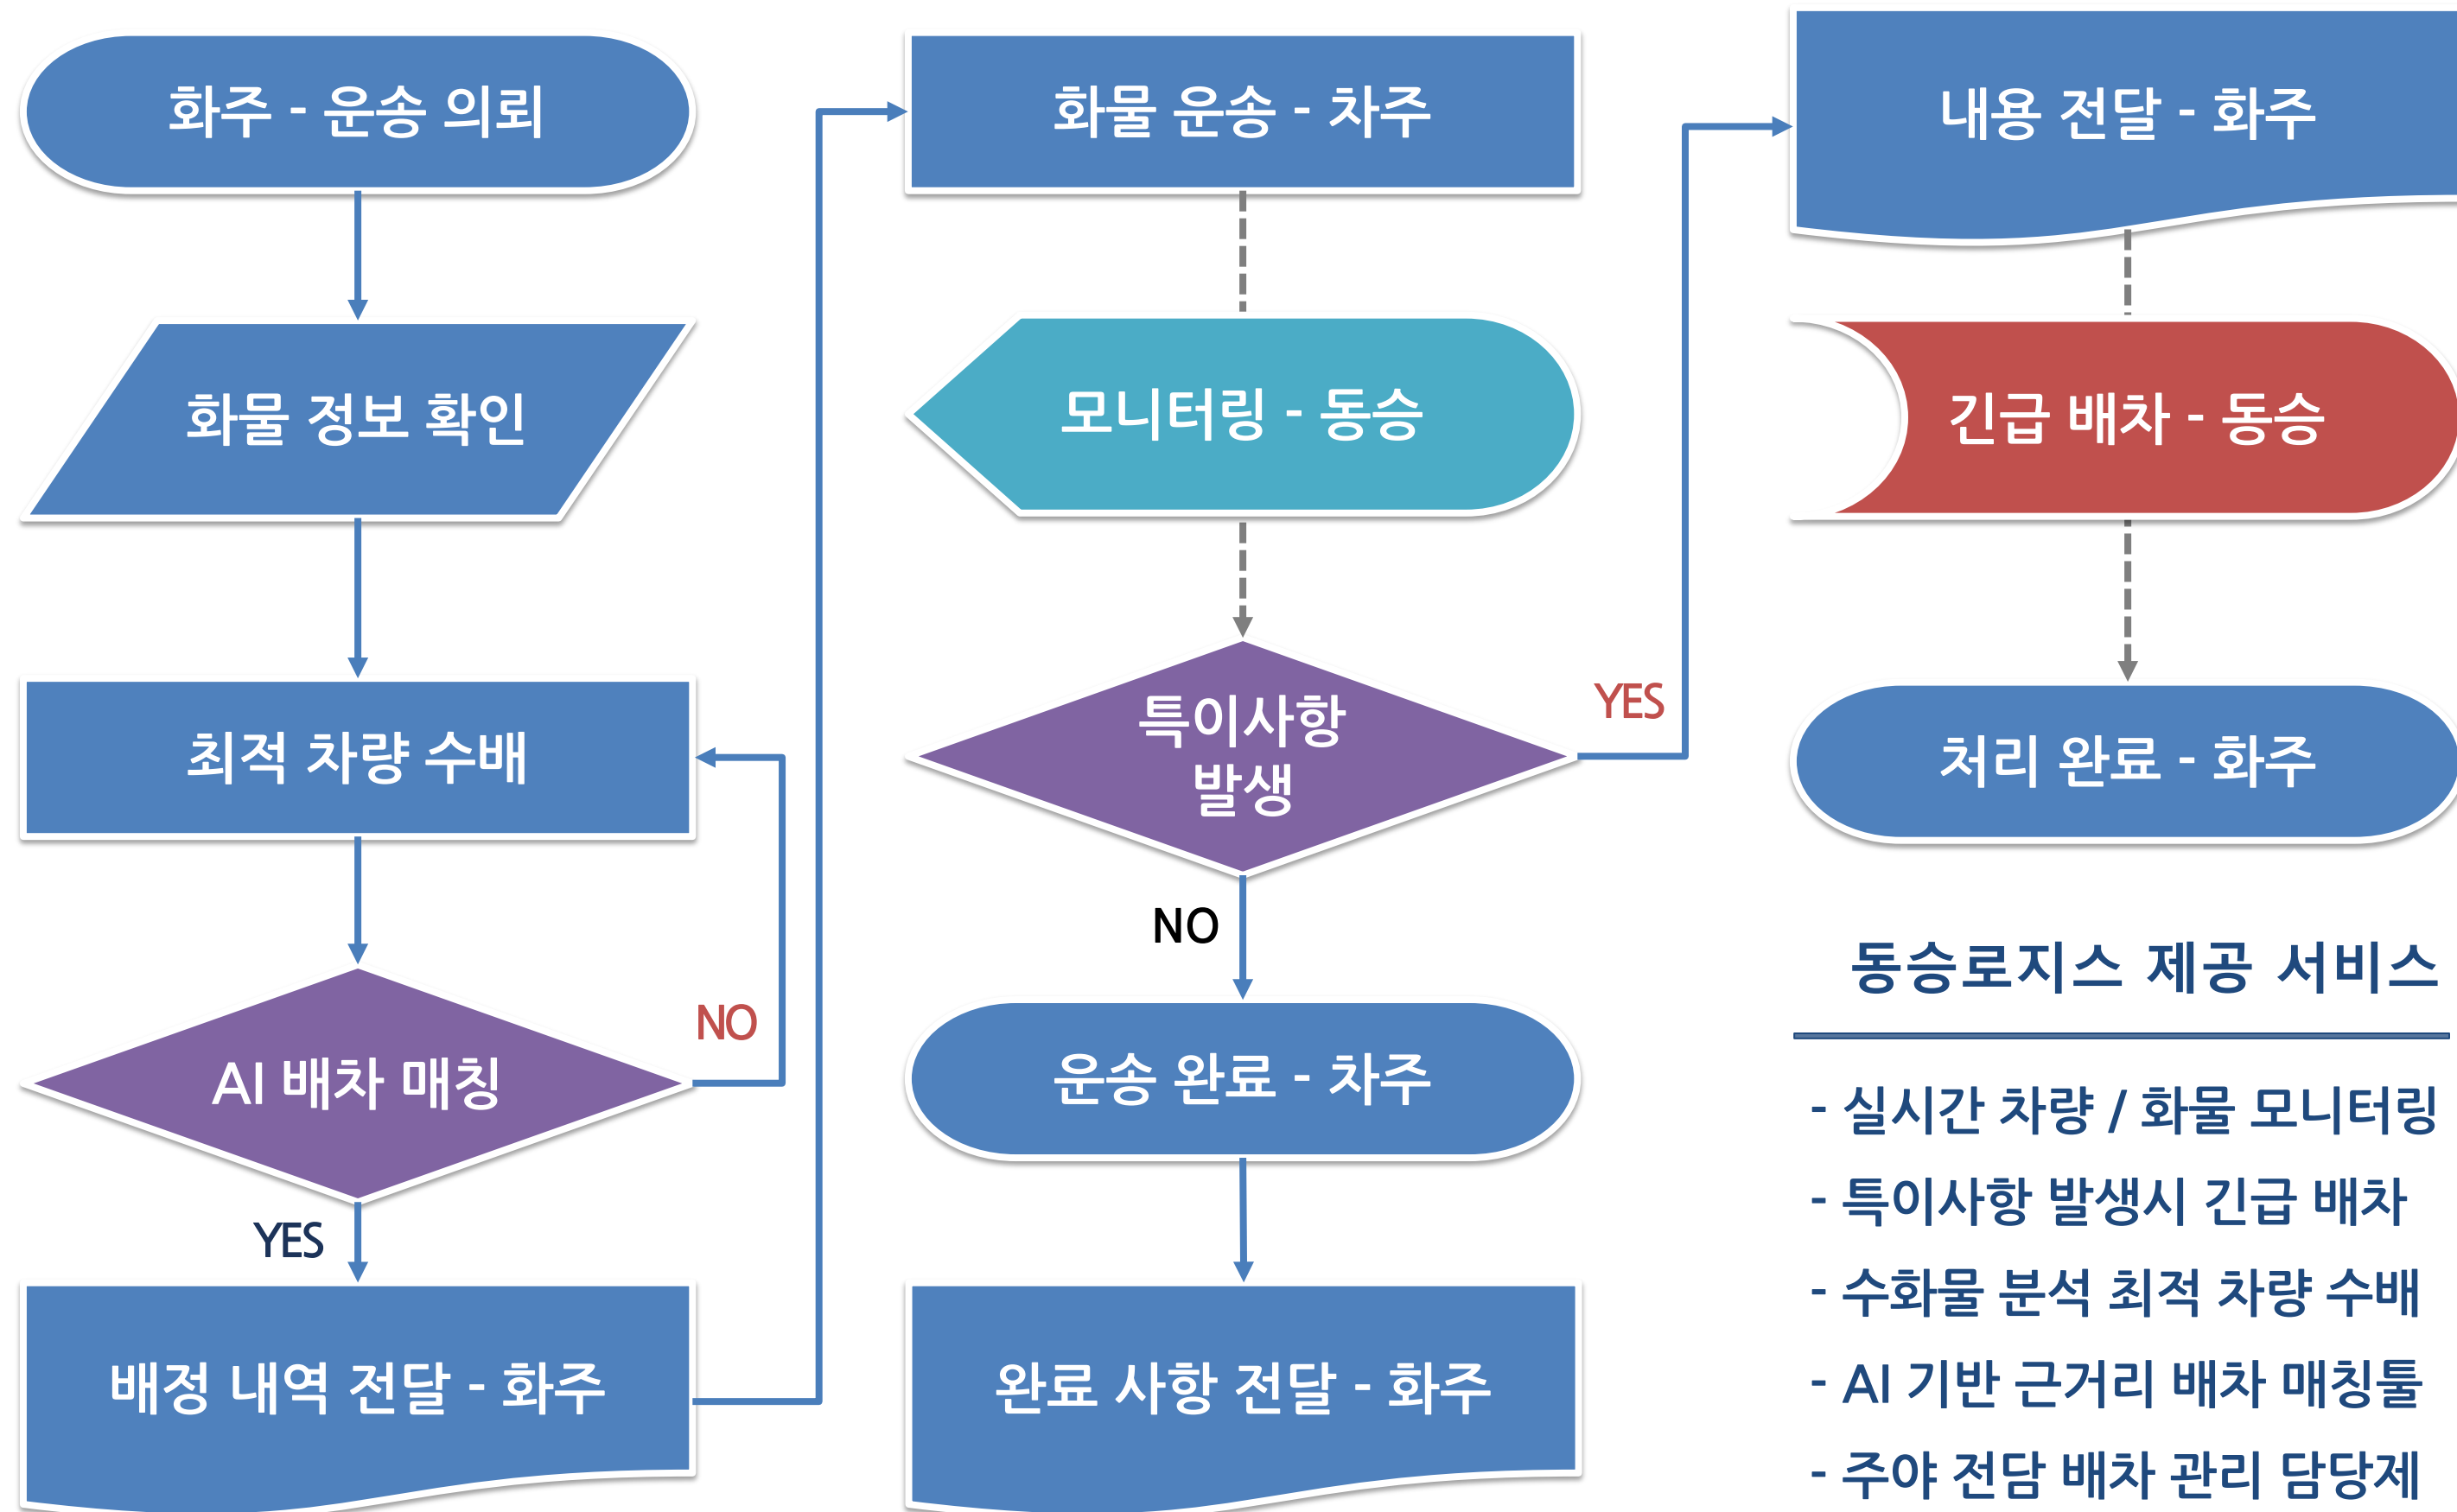 화주 - 운송 의뢰
화물 정보 확인
최적 차량 수배
NO
AI 배차 매칭
YES
배정 내역 전달 - 화주
화물 운송 - 차주
모니터링 - 동승
특이사항
발생
YES
NO
운송 완료 - 차주
완료 사항 전달 - 화주
내용 전달 - 화주
긴급 배차 - 동승
처리 완료 - 화주
동승로지스 제공 서비스
- 실시간 차량 / 화물 모니터링
- 특이사항 발생시 긴급 배차
- 수화물 분석 최적 차량 수배
- AI 기반 근거리 배차 매칭툴
- 주야 전담 배차 관리 담당제